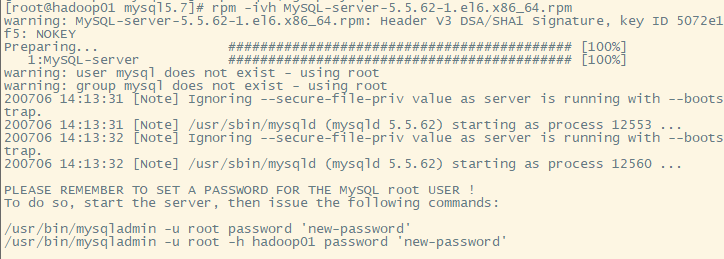 [root@hadoop01 mysql5.7]# rpm -ivh MySQL-server-5.5.62-1.el6.x86_64.rpm
warning: MySQL-server-5.5.62-1.el6.x86_64.rpm: Header V3 DSA/SHA1 Signature, key ID 5072e1
f5: NOKEY
Preparing...                ########################################### [100%]
   1:MySQL-server           ########################################### [100%]
warning: user mysql does not exist - using root
warning: group mysql does not exist - using root
200706 14:13:31 [Note] Ignoring --secure-file-priv value as server is running with --boots
trap.
200706 14:13:31 [Note] /usr/sbin/mysqld (mysqld 5.5.62) starting as process 12553 ...
200706 14:13:32 [Note] Ignoring --secure-file-priv value as server is running with --boots
trap.
200706 14:13:32 [Note] /usr/sbin/mysqld (mysqld 5.5.62) starting as process 12560 ...
PLEASE REMEMBER TO SET A PASSWORD FOR THE MySQL root USER !
To do so, start the server, then issue the following commands:
/usr/bin/mysqladmin -u root password 'new-password'
/usr/bin/mysqladmin -u root -h hadoop01 password 'new-password'